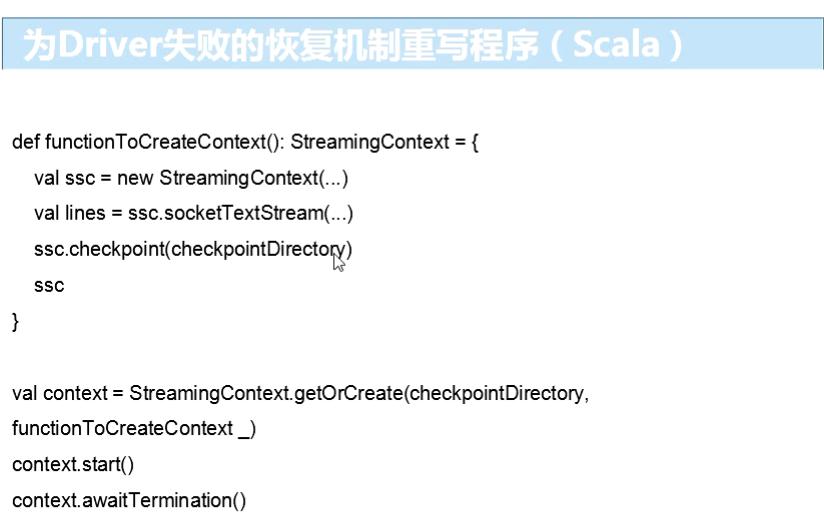 为Driver失败的恢复机制重写程序（Scala）
def functionToCreateContext(): StreamingContext = {
val ssc = new StreamingContext(...)
val lines = ssc.socketTextStream(...)
ssc.checkpoint(checkpointDirectory)
ssc
}
val context = StreamingContext.getOrCreate(checkpointDirectory,
functionToCreateContext _)
context.start()
context.awaitTermination()